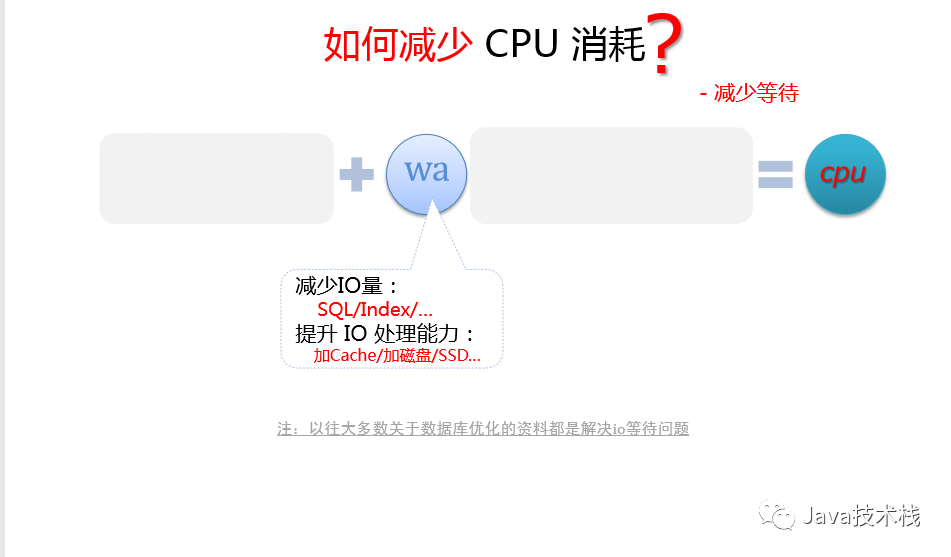 如何减少 CPU 消耗?
- 减少等待
wa
cpu
减少IO量：
SQL/Index/...
提升 IO 处理能力：
加Cache/加磁盘/SSD...
注：以往大多数关于数据库优化的资料都是解决io等待问题
Java技术栈